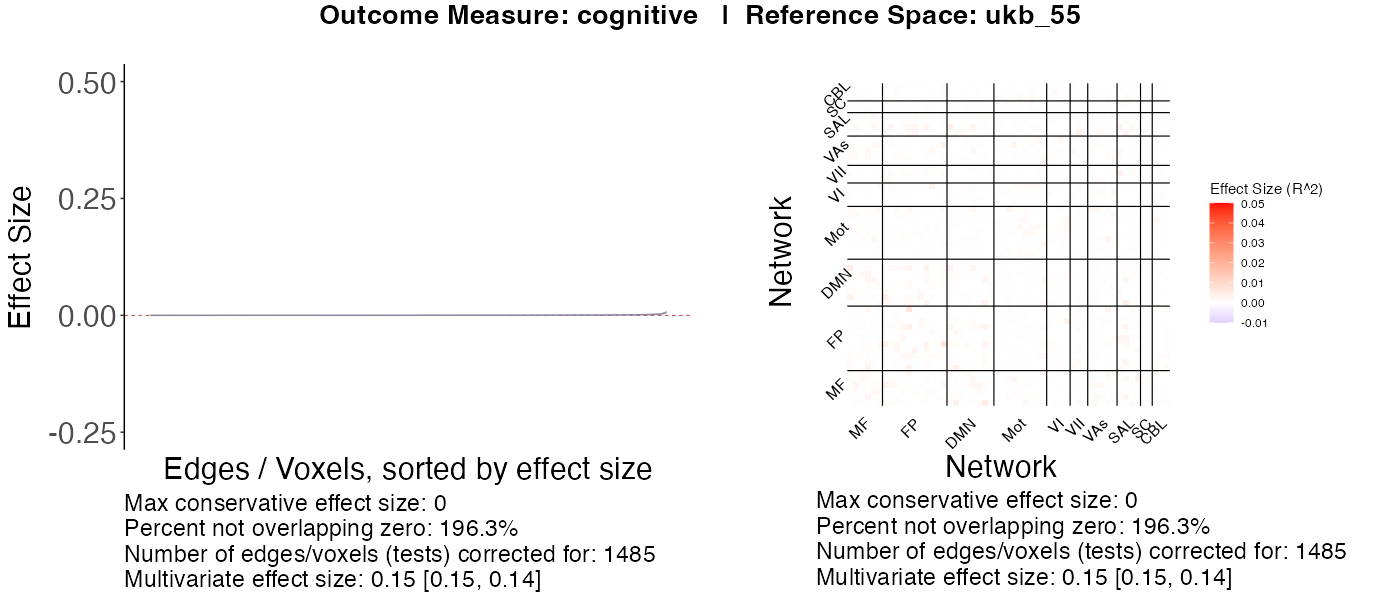 Outcome Measure: cognitive | Reference Space: ukb_55
Effect Size
0.50
0.25
0.00
-0.25
Edges / Voxels, sorted by effect size
Max conservative effect size: 0
Percent not overlapping zero: 196.3%
Number of edges/voxels (tests) corrected for: 1485
Multivariate effect size: 0.15 [0.15, 0.14]
Network
CBL
SC
SAL
VAs
VII
VI
Mot
DMN
FP
MF
MF FP DMN Mot VI VII VAs SAL SC CBL
Network
Effect Size (R^2)
0.05
0.04
0.03
0.02
0.01
0.00
-0.01
Max conservative effect size: 0
Percent not overlapping zero: 196.3%
Number of edges/voxels (tests) corrected for: 1485
Multivariate effect size: 0.15 [0.15, 0.14]